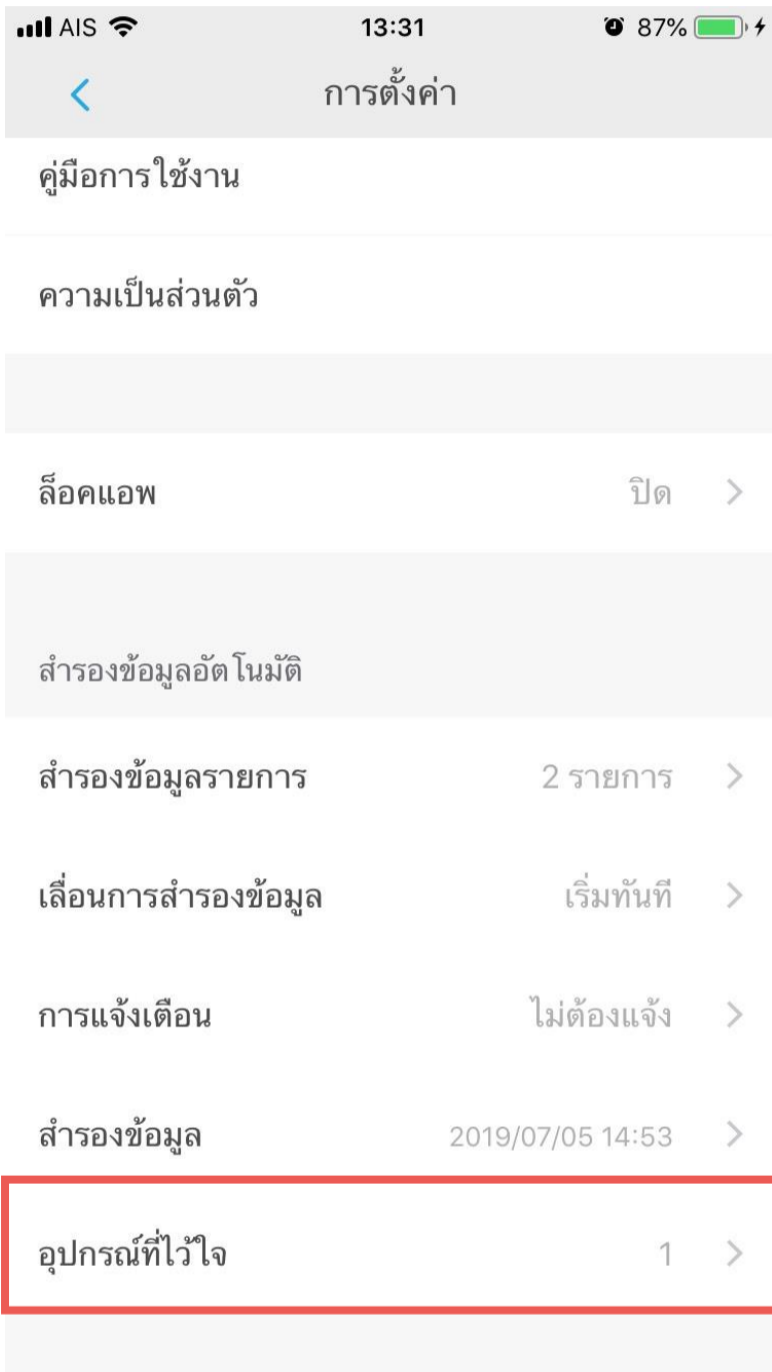 AIS 13:31 87%
การตั้งค่า
คู่มือการใช้งาน
ความเป็นส่วนตัว
ล็อคแอพ ปิด
สำรองข้อมูลอัตโนมัติ
สำรองข้อมูลรายการ 2 รายการ
เลื่อนการสำรองข้อมูล เริ่มทันที
การแจ้งเตือน ไม่ต้องแจ้ง
สำรองข้อมูล 2019/07/05 14:53
อุปกรณ์ที่ไว้ใจ 1